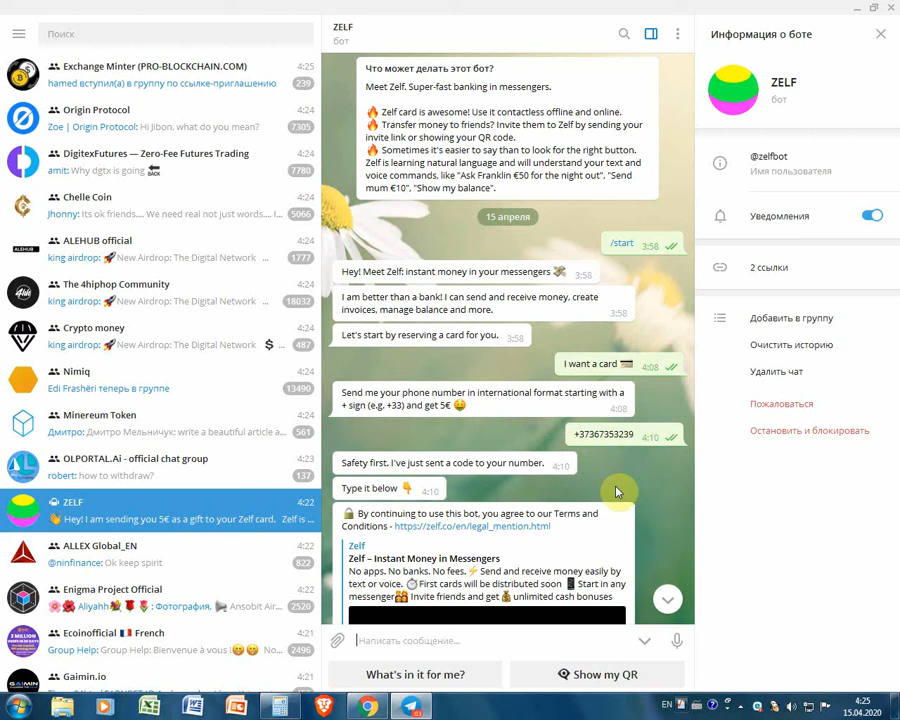 Поиск
Exchange Minter (PRO-BLOCKCHAIN.COM) 4:25
hamed вступил(а) в группу по ссылке-приглашению 239
Origin Protocol 4:24
Zoe | Origin Protocol: Hi Jibon, what do you mean? 7305
DigitexFutures — Zero-Fee Futures Trading 4:24
amit: Why dgtx is going 🔙 7780
Chelle Coin 4:24
Jhonny: Its ok friends.... We need real not just words.... I 5066
ALEHUB official 4:24
king airdrop: 🚀New Airdrop: The Digital Network ... 1777
The 4hiphop Community 4:24
king airdrop: 🚀New Airdrop: The Digital Network ... 18032
Crypto money 4:24
king airdrop: 🚀New Airdrop: The Digital Network 💲... 487
Nimiq 4:24
Edi Frashëri теперь в группе 13490
Minereum Token 4:24
Дмитро: Дмитро Мельничук: write a beautiful article a... 561
OLPORTAL.Ai - official chat group 4:23
robert: how to withdraw? 137
ZELF 4:22
👋 Hey! I am sending you 5€ as a gift to your Zelf card. Zelf is ...
ALLEX Global_EN 4:22
@ninfinance: Ok keep spirit 822
Enigma Project Official 4:22
Фотография, 2520
Ecoinofficial 🇫🇷 French 4:21
Group Help: Bienvenue à vous ! 2496
Gaimin.io 4:21
ZELF
бот
Что может делать этот бот?
Meet Zelf. Super-fast banking in messengers.
🔥 Zelf card is awesome! Use it contactless offline and online.
🔥 Transfer money to friends? Invite them to Zelf by sending your
invite link or showing your QR code.
🔥 Sometimes it's easier to say than to look for the right button.
Zelf is learning natural language and will understand your text and
voice commands, like "Ask Franklin €50 for the night out", "Send
mum €10", "Show my balance".
15 апреля
/start 3:58
Hey! Meet Zelf: instant money in your messengers 💸 3:58
I am better than a bank! I can send and receive money, create
invoices, manage balance and more. 3:58
Let's start by reserving a card for you. 3:58
I want a card 💳 4:08
Send me your phone number in international format starting with a
+ sign (e.g. +33) and get 5€ 🤑 4:08
+37367353239 4:10
Safety first. I've just sent a code to your number. 4:10
Type it below 👇 4:10
🔒 By continuing to use this bot, you agree to our Terms and
Conditions - https://zelf.co/en/legal_mention.html
Zelf
Zelf – Instant Money in Messengers
No apps. No banks. No fees.⚡ Send and receive money easily by
text or voice. ⏱First cards will be distributed soon 📱 Start in any
messenger👪 Invite friends and get 💰 unlimited cash bonuses
Написать сообщение...
What's in it for me?
👁 Show my QR
Информация о боте
ZELF
бот
@zelfbot
Имя пользователя
Уведомления
2 ссылки
Добавить в группу
Очистить историю
Удалить чат
Пожаловаться
Остановить и блокировать
EN
4:25
15.04.2020